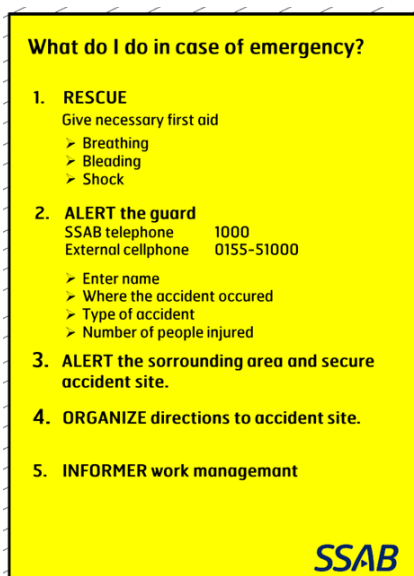 What do I do in case of emergency?
1. RESCUE
Give necessary first aid
➢ Breathing
➢ Bleading
➢ Shock
2. ALERT the guard
SSAB telephone 1000
External cellphone 0155-51000
➢ Enter name
➢ Where the accident occured
➢ Type of accident
➢ Number of people injured
3. ALERT the sorrounding area and secure
accident site.
4. ORGANIZE directions to accident site.
5. INFORMER work managemant
SSAB